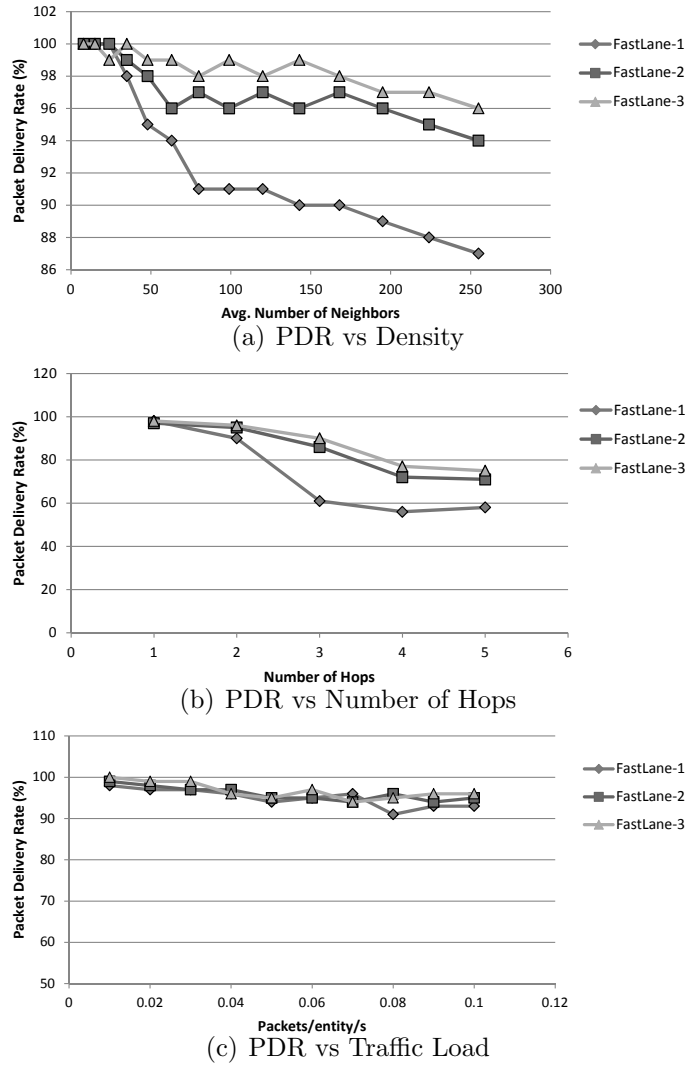 102
100
98
96
94
92
90
88
86
0 50 100 150 200 250 300
Packet Delivery Rate (%)
Avg. Number of Neighbors
FastLane-1
FastLane-2
FastLane-3
(a) PDR vs Density
120
100
80
60
40
20
0
0 1 2 3 4 5 6
Packet Delivery Rate (%)
Number of Hops
FastLane-1
FastLane-2
FastLane-3
(b) PDR vs Number of Hops
110
100
90
80
70
60
50
0 0.02 0.04 0.06 0.08 0.1 0.12
Packet Delivery Rate (%)
Packets/entity/s
FastLane-1
FastLane-2
FastLane-3
(c) PDR vs Traffic Load